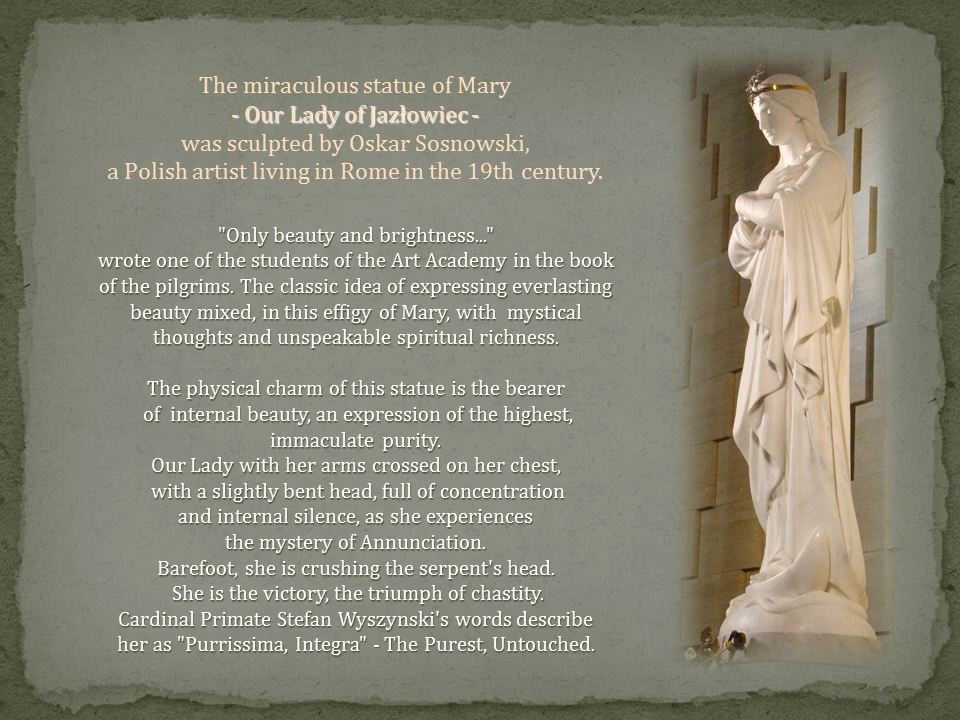 The miraculous statue of Mary
- Our Lady of Jazłowiec -
was sculpted by Oskar Sosnowski,
a Polish artist living in Rome in the 19th century.
"Only beauty and brightness..."
wrote one of the students of the Art Academy in the book
of the pilgrims. The classic idea of expressing everlasting
beauty mixed, in this effigy of Mary, with mystical
thoughts and unspeakable spiritual richness.
The physical charm of this statue is the bearer
of internal beauty, an expression of the highest,
immaculate purity.
Our Lady with her arms crossed on her chest,
with a slightly bent head, full of concentration
and internal silence, as she experiences
the mystery of Annunciation.
Barefoot, she is crushing the serpent's head.
She is the victory, the triumph of chastity.
Cardinal Primate Stefan Wyszynski's words describe
her as "Purrissima, Integra" - The Purest, Untouched.